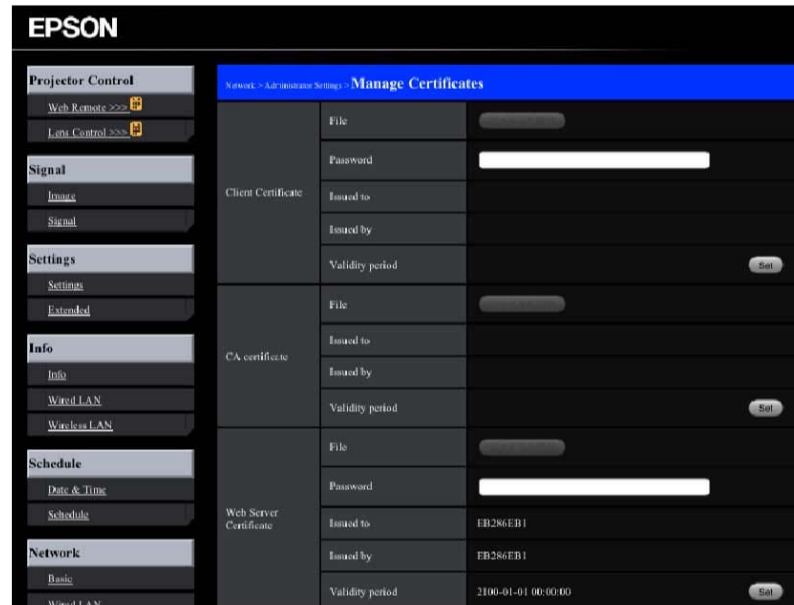 EPSON
Projector Control
Web Remote >>>
Lens Control >>>
Signal
Image
Signal
Settings
Settings
Extended
Info
Info
Wired LAN
Wireless LAN
Schedule
Date & Time
Schedule
Network
Basic
Wired LAN
Network > Administrator Settings > Manage Certificates
Client Certificate
File
Password
Issued to
Issued by
Validity period
Set
CA certificate
File
Issued to
Issued by
Validity period
Set
Web Server
Certificate
File
Password
Issued to
EB286EB1
Issued by
EB286EB1
Validity period
2100-01-01 00:00:00
Set